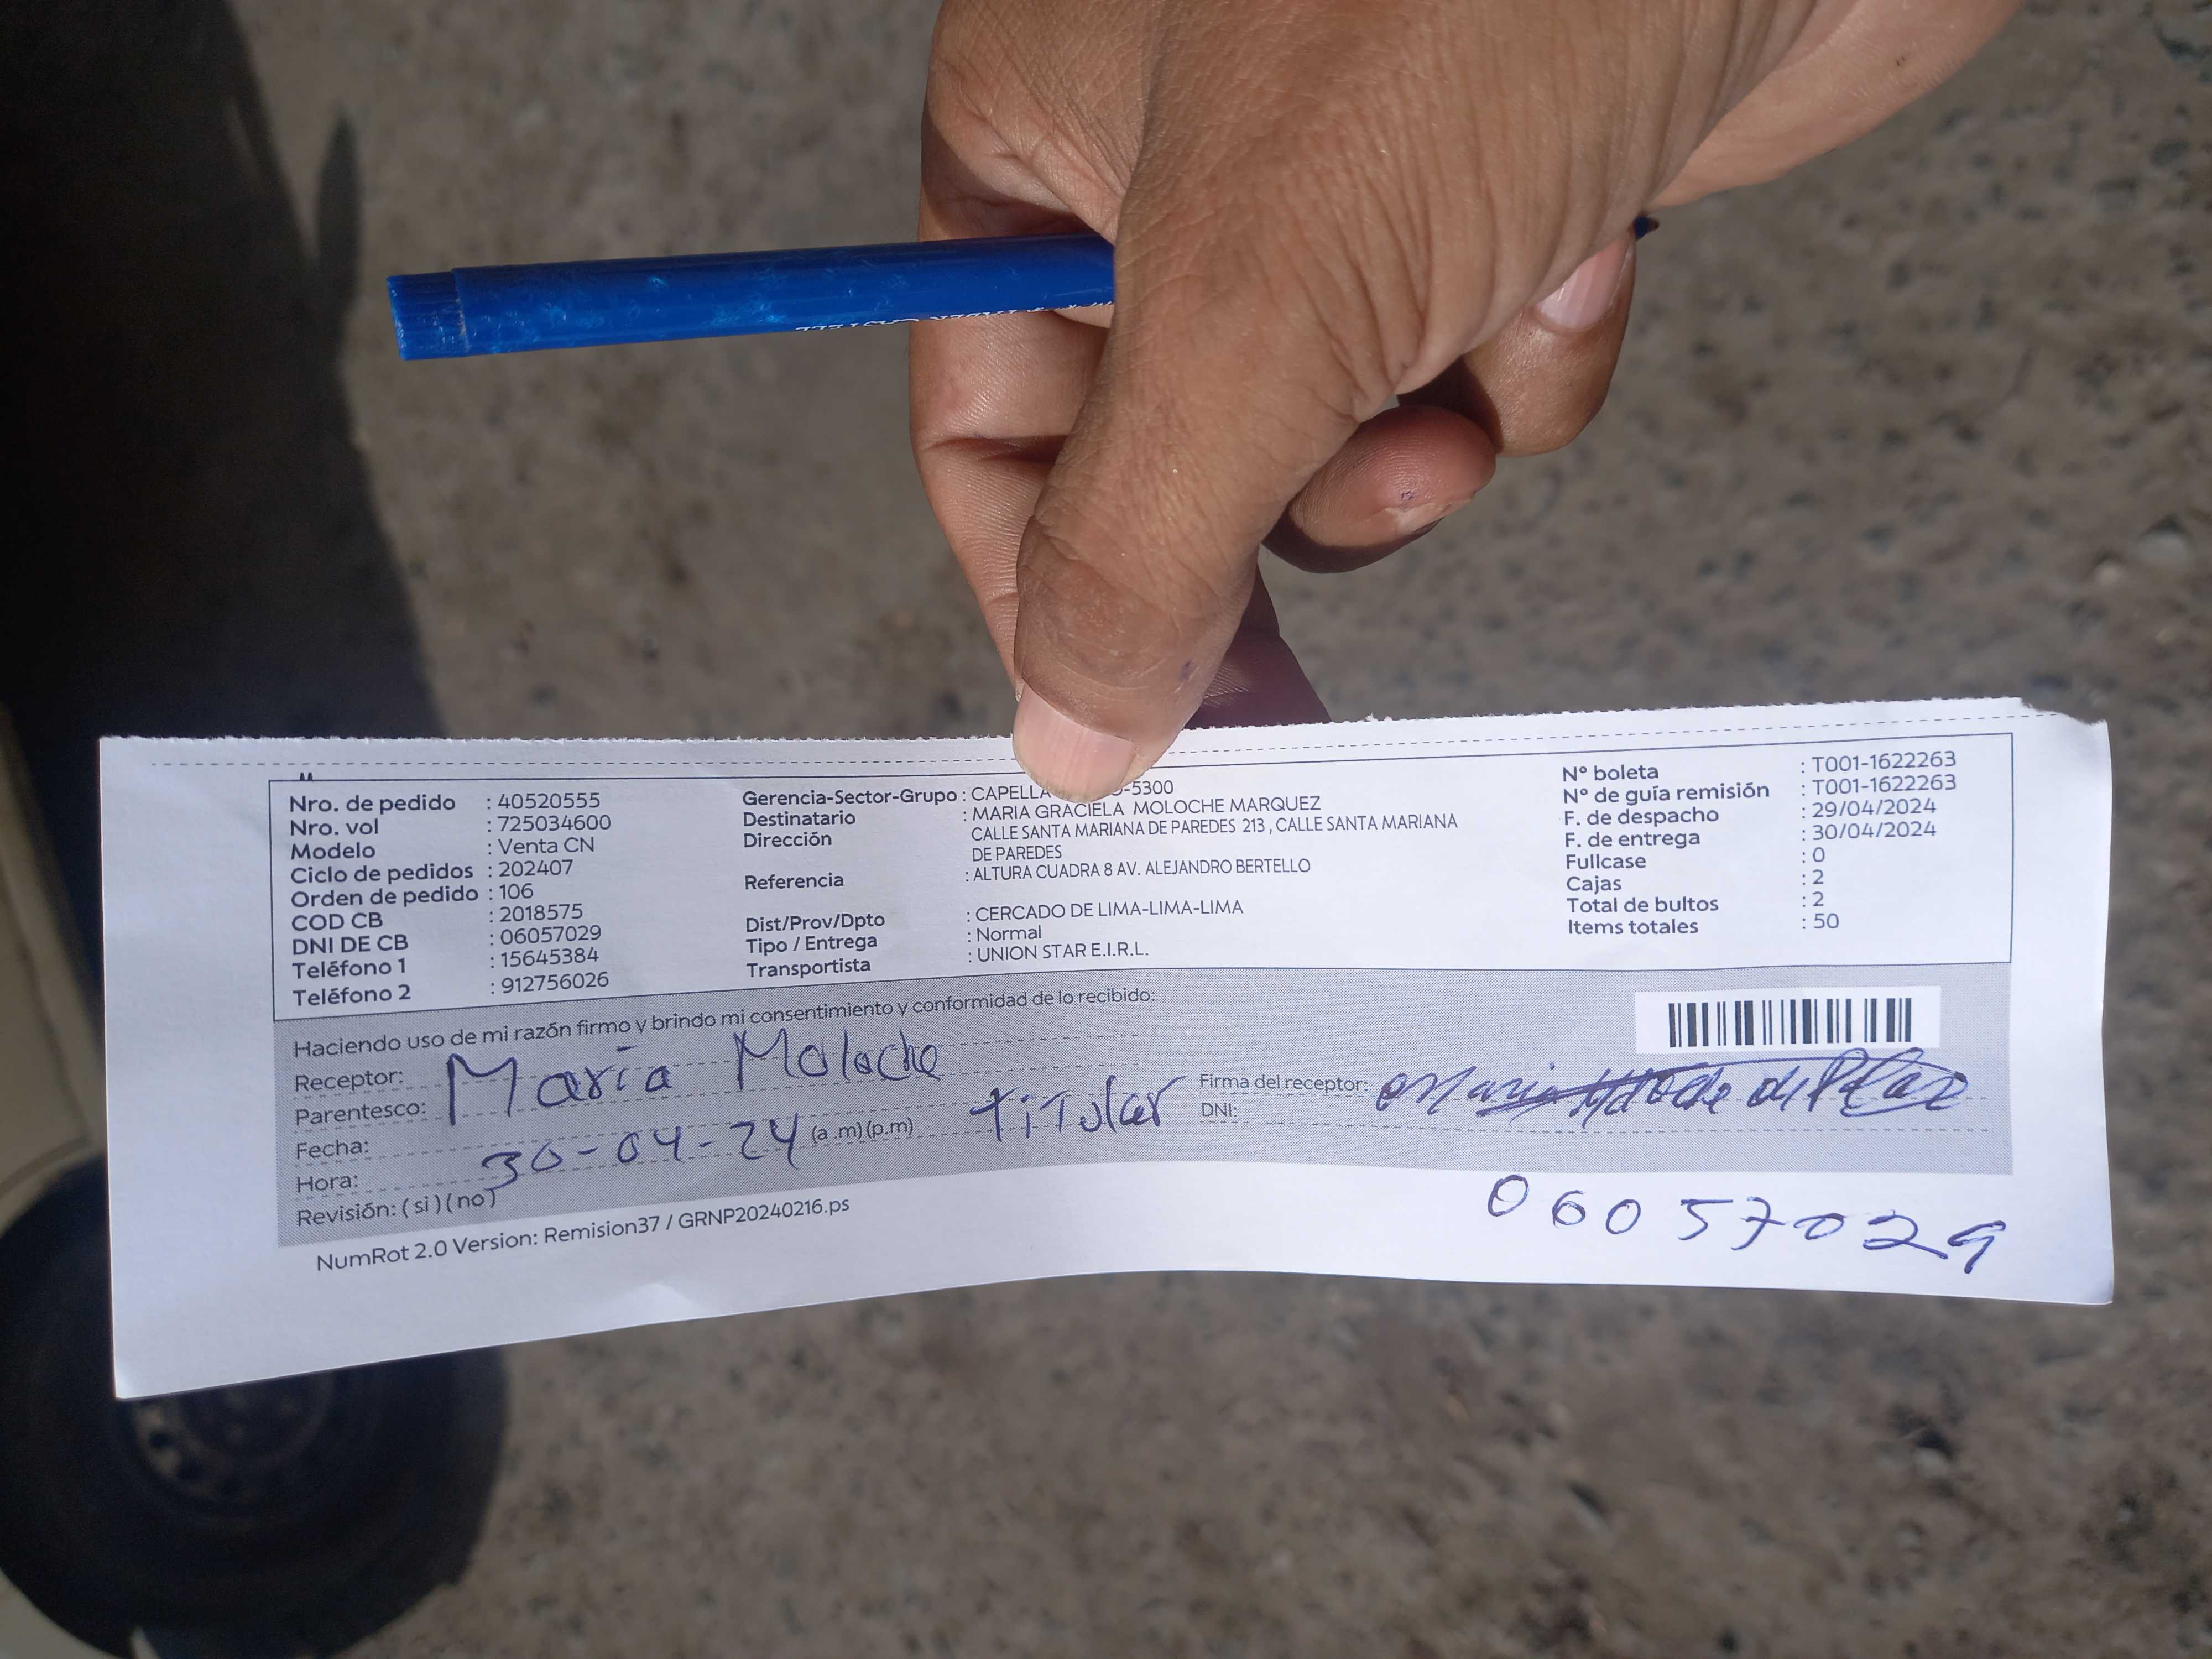 Nro. de pedido : 40520555
Nro. vol : 725034600
Modelo : Venta CN
Ciclo de pedidos : 202407
Orden de pedido : 106
COD CB : 2018575
DNI DE CB : 06057029
Teléfono 1 : 15645384
Teléfono 2 : 912756026
Gerencia-Sector-Grupo : CAPELLA -5300
Destinatario : MARIA GRACIELA MOLOCHE MARQUEZ
Dirección CALLE SANTA MARIANA DE PAREDES 213 , CALLE SANTA MARIANA
DE PAREDES
Referencia : ALTURA CUADRA 8 AV. ALEJANDRO BERTELLO
Dist/Prov/Dpto : CERCADO DE LIMA-LIMA-LIMA
Tipo / Entrega : Normal
Transportista : UNION STAR E.I.R.L.
N° boleta : T001-1622263
N° de guía remisión : T001-1622263
F. de despacho : 29/04/2024
F. de entrega : 30/04/2024
Fullcase : 0
Cajas : 2
Total de bultos : 2
Items totales : 50
Haciendo uso de mi razón firmo y brindo mi consentimiento y conformidad de lo recibido:
Receptor: Maria Moloche
Parentesco: Titular
Fecha: 30-04-24 (a .m) (p.m)
Hora:
Revisión: ( si ) ( no )
Firma del receptor: Maria
DNI:
06057029
NumRot 2.0 Version: Remision37 / GRNP20240216.ps